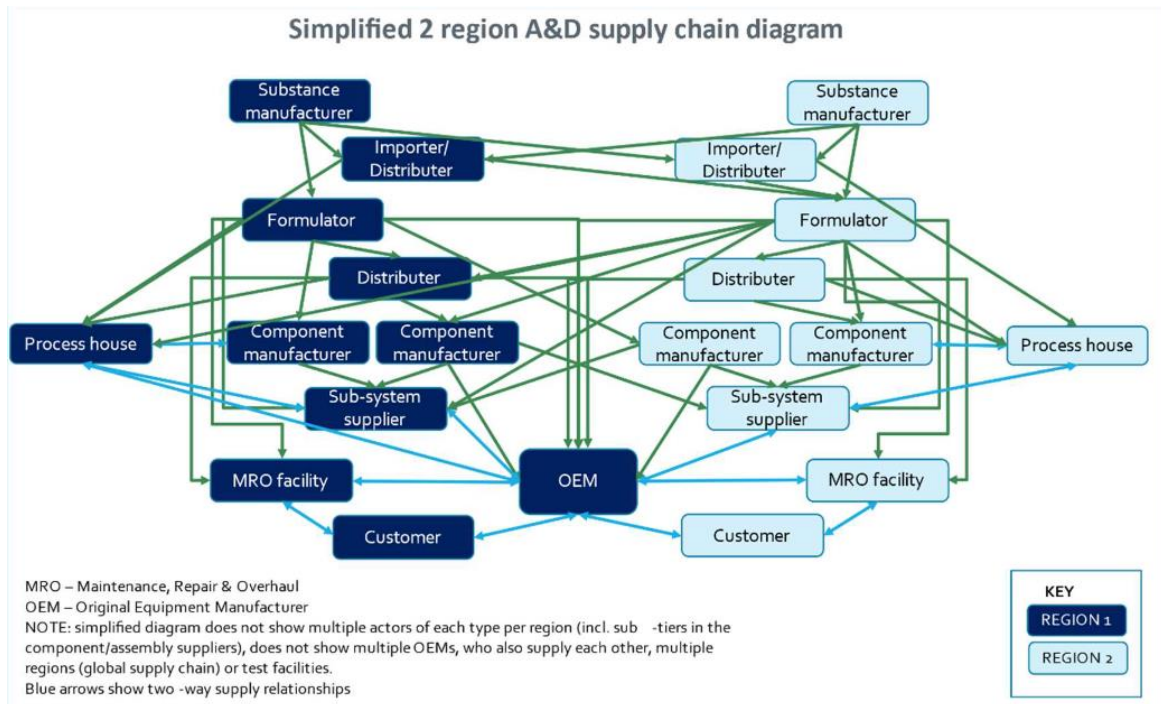 Simplified 2 region A&D supply chain diagram
Substance
manufacturer
Substance
manufacturer
Importer/
Distributer
Importer/
Distributer
Formulator
Formulator
Distributer
Distributer
Process house
Component
manufacturer
Component
manufacturer
Component
manufacturer
Component
manufacturer
Process house
Sub-system
supplier
Sub-system
supplier
MRO facility
OEM
MRO facility
Customer
Customer
MRO – Maintenance, Repair & Overhaul
OEM – Original Equipment Manufacturer
NOTE: simplified diagram does not show multiple actors of each type per region (incl. sub -tiers in the
component/assembly suppliers), does not show multiple OEMs, who also supply each other, multiple
regions (global supply chain) or test facilities.
Blue arrows show two -way supply relationships
KEY
REGION 1
REGION 2